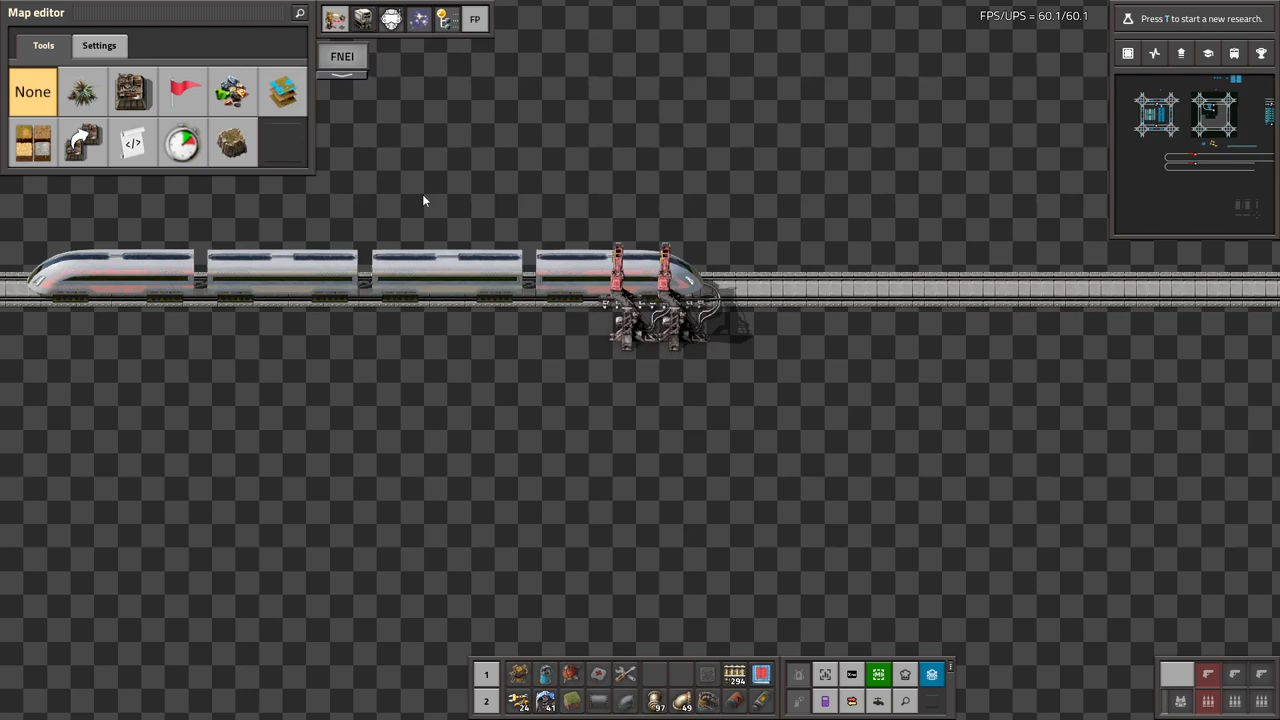 Map editor
FP
FPS/UPS = 60.1/60.1
Press T to start a new research.
Tools
Settings
FNEI
None
</>
1
294
2
24
41
97
49